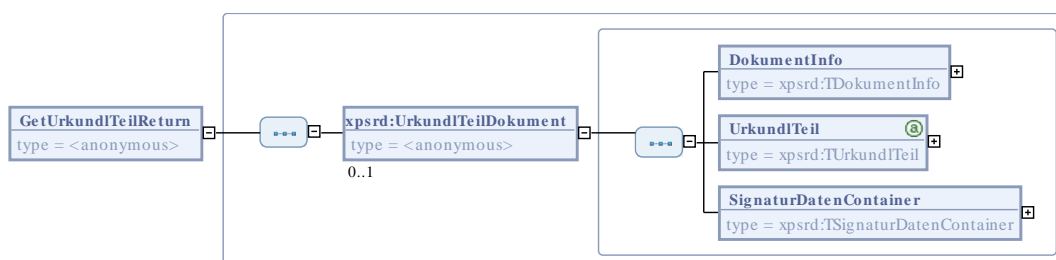 GetUrkundlTeilReturn
type = <anonymous>
xpsrd:UrkundlTeilDokument
type = <anonymous>
0..1
DokumentInfo
type = xpsrd:TDokumentInfo
UrkundlTeil
a
type = xpsrd:TUrkundlTeil
SignaturDatenContainer
type = xpsrd:TSignaturDatenContainer